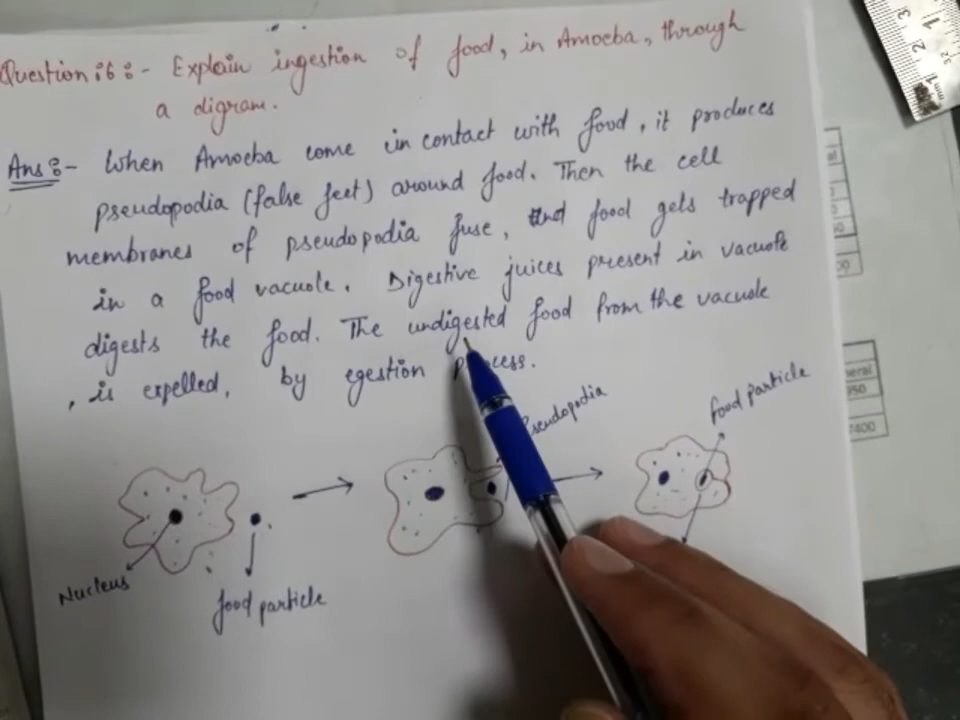 Question:6:- Explain ingestion of food, in Amoeba, through
a digram.
Ans:- When Amoeba come in contact with food, it produces
pseudopodia (false feet) around food. Then the cell
membranes of pseudopodia fuse, and food gets trapped
in a food vacuole. Digestive juices present in vacuole
digests the food. The undigested food from the vacuole
, is expelled, by egestion process.
Pseudopodia
food particle
Nucleus
food particle